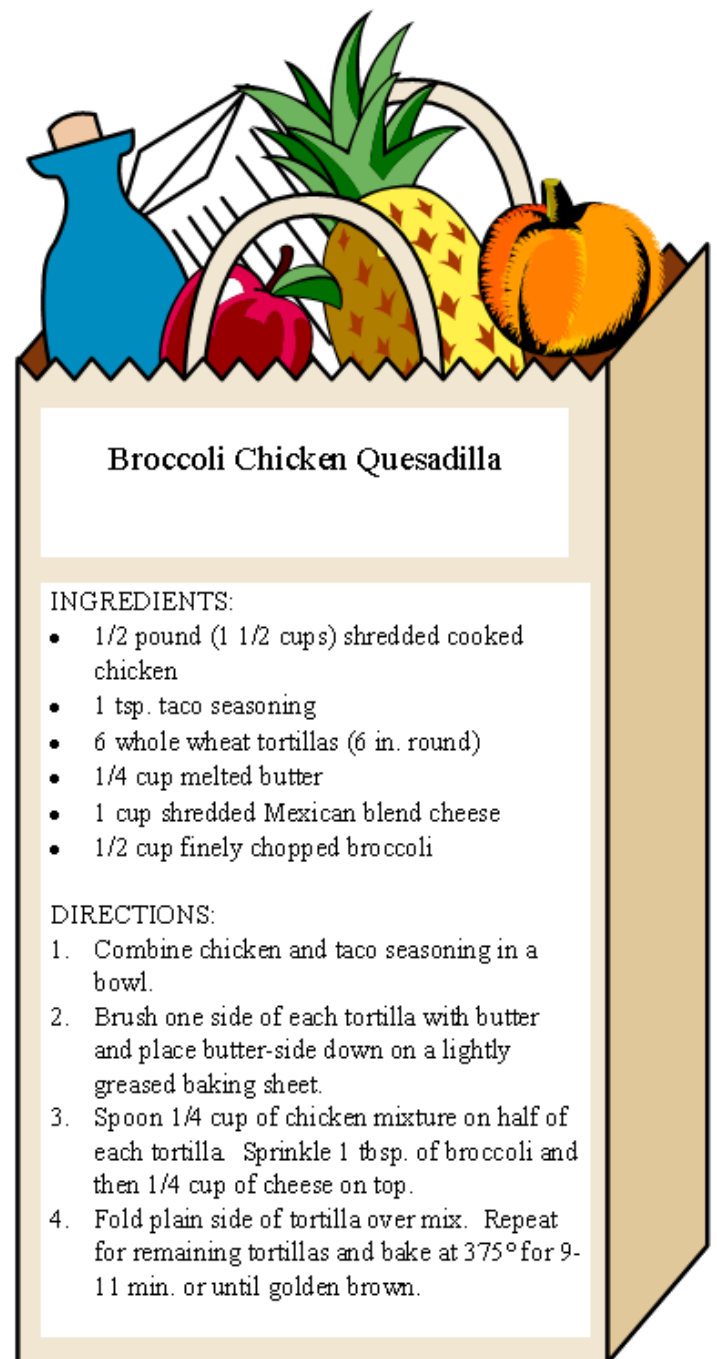 Broccoli Chicken Quesadilla
INGREDIENTS:
• 1/2 pound (1 1/2 cups) shredded cooked
chicken
• 1 tsp. taco seasoning
• 6 whole wheat tortillas (6 in. round)
• 1/4 cup melted butter
• 1 cup shredded Mexican blend cheese
• 1/2 cup finely chopped broccoli
DIRECTIONS:
1. Combine chicken and taco seasoning in a
bowl.
2. Brush one side of each tortilla with butter
and place butter-side down on a lightly
greased baking sheet.
3. Spoon 1/4 cup of chicken mixture on half of
each tortilla. Sprinkle 1 tbsp. of broccoli and
then 1/4 cup of cheese on top.
4. Fold plain side of tortilla over mix. Repeat
for remaining tortillas and bake at 375° for 9-
11 min. or until golden brown.